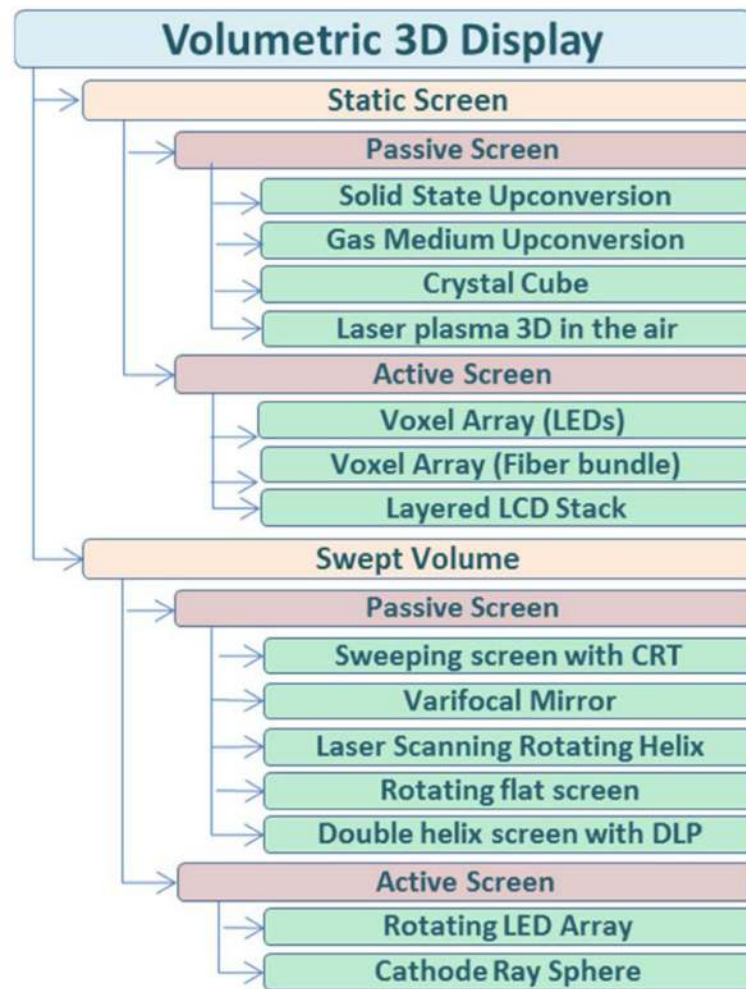 Volumetric 3D Display
Static Screen
Passive Screen
Solid State Upconversion
Gas Medium Upconversion
Crystal Cube
Laser plasma 3D in the air
Active Screen
Voxel Array (LEDs)
Voxel Array (Fiber bundle)
Layered LCD Stack
Swept Volume
Passive Screen
Sweeping screen with CRT
Varifocal Mirror
Laser Scanning Rotating Helix
Rotating flat screen
Double helix screen with DLP
Active Screen
Rotating LED Array
Cathode Ray Sphere